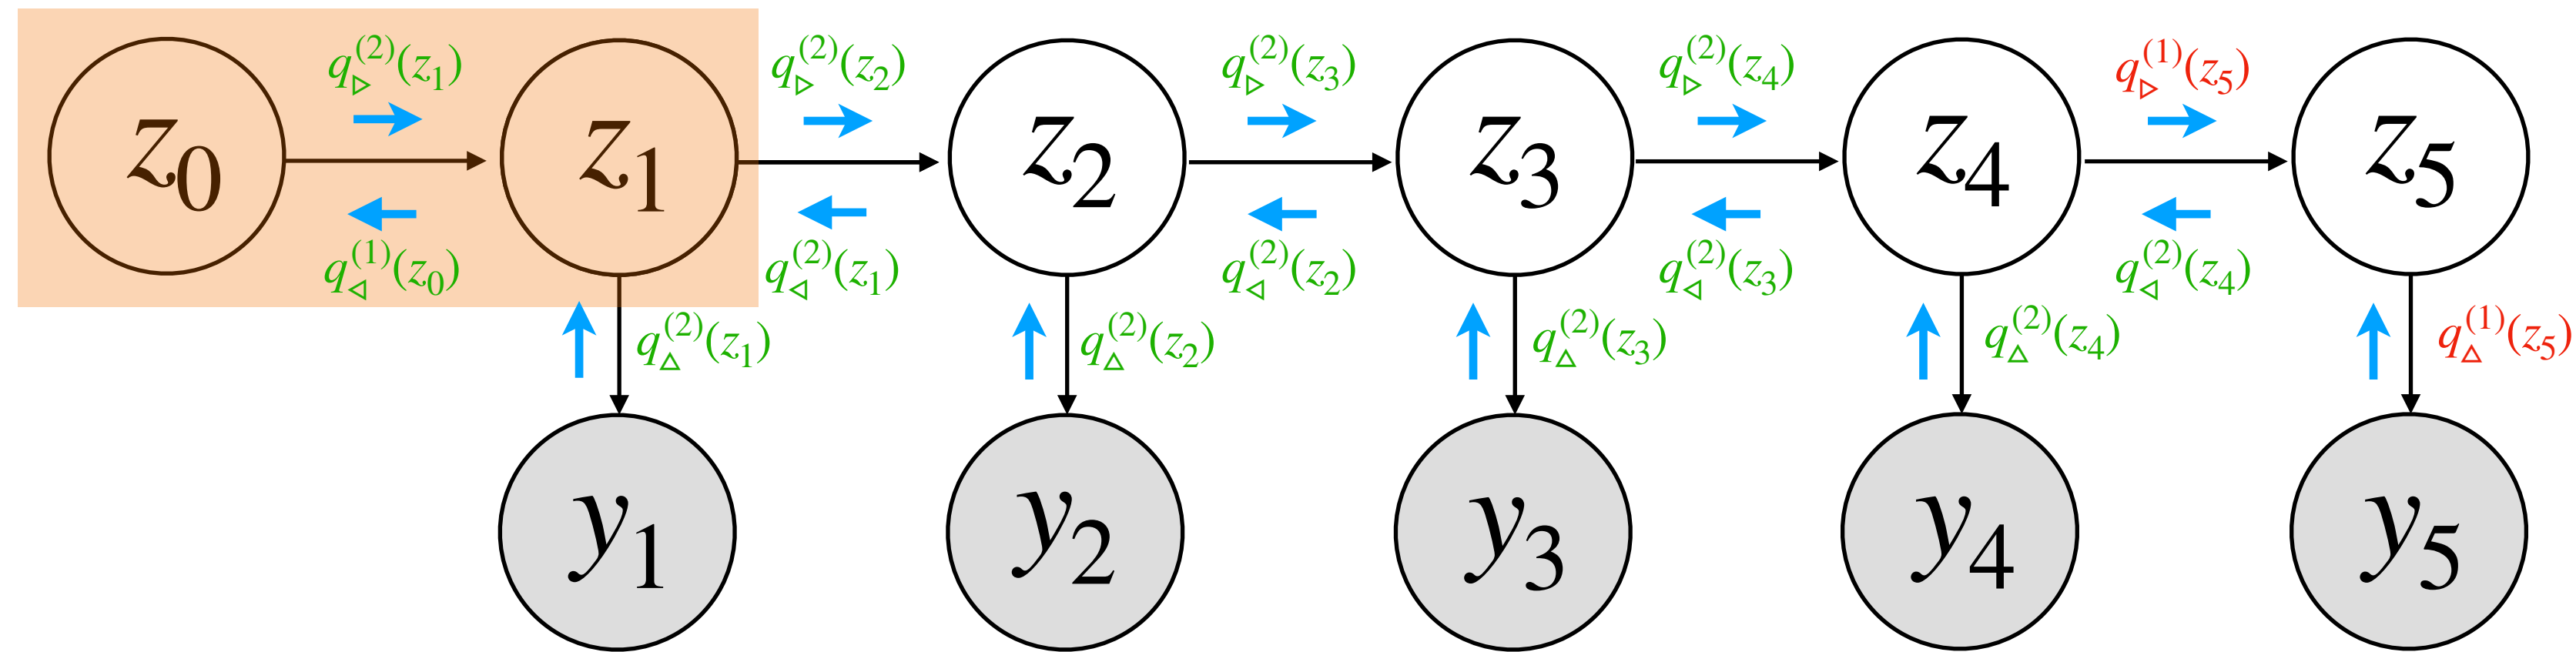 q▷^(2)(z₁) q▷^(2)(z₂) q▷^(2)(z₃) q▷^(2)(z₄) q▷^(1)(z₅)
z₀ z₁ z₂ z₃ z₄ z₅
q◁^(1)(z₀) q◁^(2)(z₁) q◁^(2)(z₂) q◁^(2)(z₃) q◁^(2)(z₄)
q△^(2)(z₁) q△^(2)(z₂) q△^(2)(z₃) q△^(2)(z₄) q△^(1)(z₅)
y₁ y₂ y₃ y₄ y₅